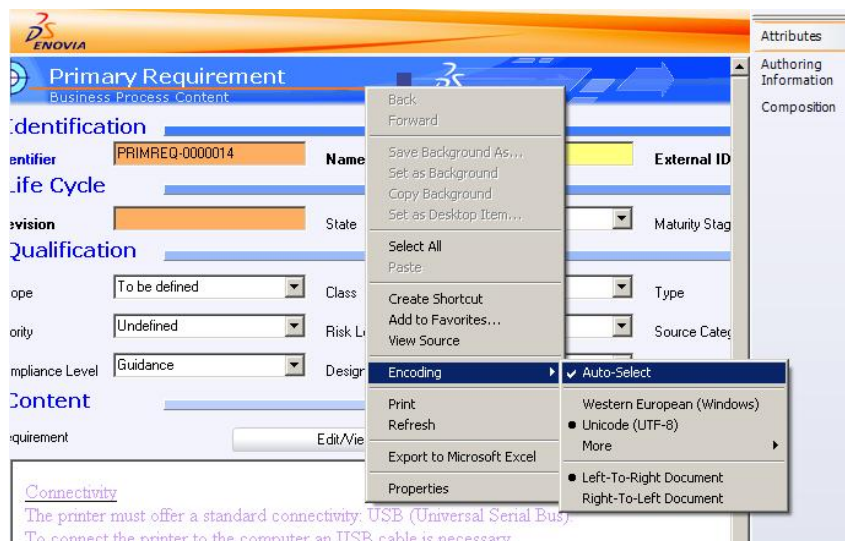 ENOVIA
Attributes
Authoring
Information
Composition
Primary Requirement
Business Process Content
Identification
entifier PRIMREQ-0000014 Name External ID
Life Cycle
evision State Maturity Stag
Qualification
ope To be defined Class Type
ority Undefined Risk Le Source Categ
mpliance Level Guidance Design
Content
equirement Edit/Vie
Connectivity
The printer must offer a standard connectivity: USB (Universal Serial Bus).
To connect the printer to the computer an USB cable is necessary
Back
Forward
Save Background As...
Set as Background
Copy Background
Set as Desktop Item...
Select All
Paste
Create Shortcut
Add to Favorites...
View Source
Encoding
Print
Refresh
Export to Microsoft Excel
Properties
Auto-Select
Western European (Windows)
Unicode (UTF-8)
More
Left-To-Right Document
Right-To-Left Document